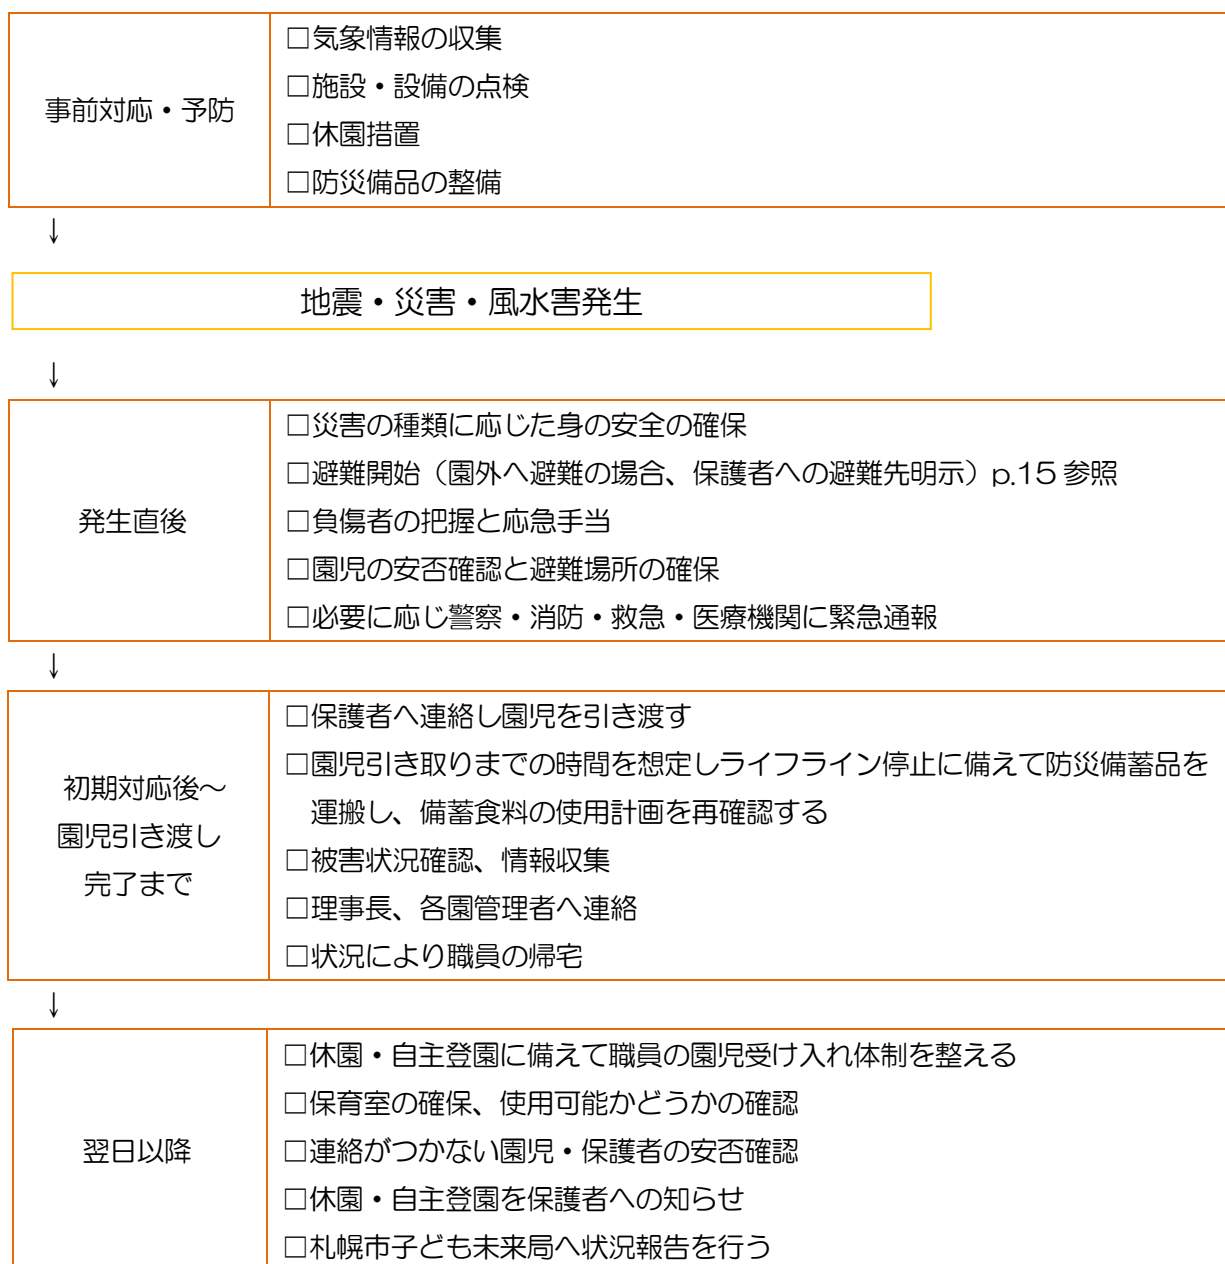 事前対応・予防
□気象情報の収集
□施設・設備の点検
□休園措置
□防災備品の整備
↓
地震・災害・風水害発生
↓
発生直後
□災害の種類に応じた身の安全の確保
□避難開始（園外へ避難の場合、保護者への避難先明示）p.15 参照
□負傷者の把握と応急手当
□園児の安否確認と避難場所の確保
□必要に応じ警察・消防・救急・医療機関に緊急通報
↓
初期対応後～
園児引き渡し
完了まで
□保護者へ連絡し園児を引き渡す
□園児引き取りまでの時間を想定しライフライン停止に備えて防災備蓄品を
運搬し、備蓄食料の使用計画を再確認する
□被害状況確認、情報収集
□理事長、各園管理者へ連絡
□状況により職員の帰宅
↓
翌日以降
□休園・自主登園に備えて職員の園児受け入れ体制を整える
□保育室の確保、使用可能かどうかの確認
□連絡がつかない園児・保護者の安否確認
□休園・自主登園を保護者への知らせ
□札幌市子ども未来局へ状況報告を行う